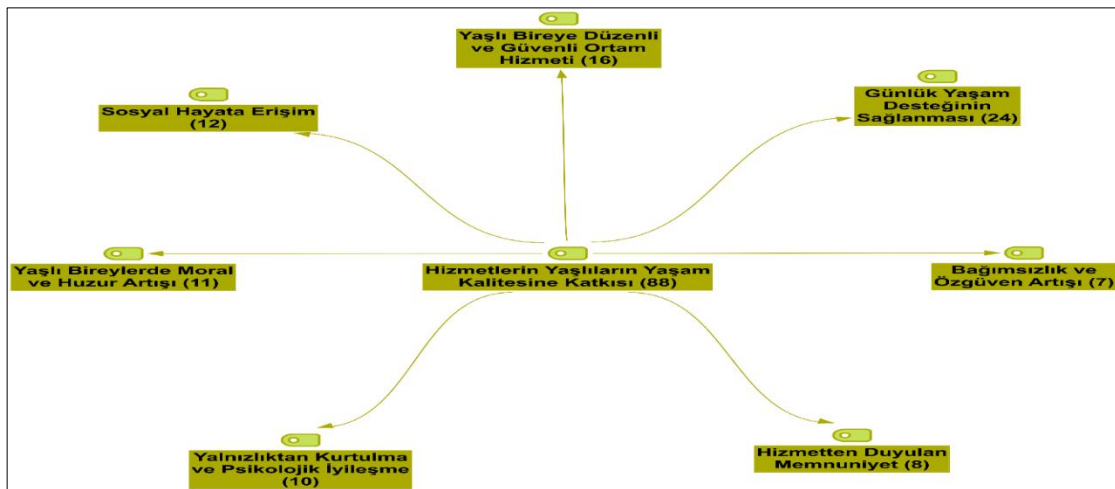 Yaşlı Bireye Düzenli
ve Güvenli Ortam
Hizmeti (16)
Günlük Yaşam
Desteğinin
Sağlanması (24)
Sosyal Hayata Erişim
(12)
Yaşlı Bireylerde Moral
ve Huzur Artışı (11)
Hizmetlerin Yaşlıların Yaşam
Kalitesine Katkısı (88)
Bağımsızlık ve
Özgüven Artışı (7)
Yalnızlıktan Kurtulma
ve Psikolojik İyileşme
(10)
Hizmetten Duyulan
Memnuniyet (8)